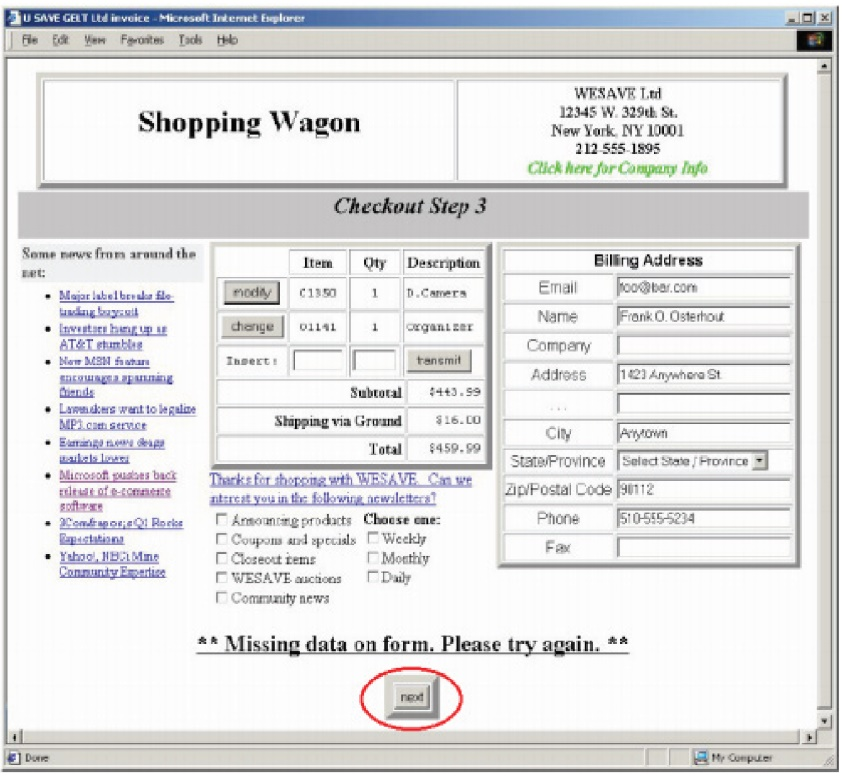 U SAVE GELT Ltd invoice - Microsoft Internet Explorer
File Edit View Favorites Tools Help
Shopping Wagon
WESAVE Ltd
12345 W. 329th St.
New York, NY 10001
212-555-1895
Click here for Company Info
Checkout Step 3
Some news from around the
net:
Major label breaks file-
trading boycott
Investors hang up as
AT&T stumbles
New MSN feature
encourages spamming
friends
Lawmakers want to legalize
MP3.com service
Earnings news drags
markets lower
Microsoft pushes back
release of e-commerce
software
3Com&apos;s Q1 Rocks
Expectations
Yahoo!, NBCi Mine
Community Expertise
Item Qty Description
modify C1350 1 D.Camera
change O1141 1 Organizer
Insert: transmit
Subtotal $443.99
Shipping via Ground $16.00
Total $459.99
Thanks for shopping with WESAVE. Can we
interest you in the following newsletters?
Announcing products Choose one:
Coupons and specials Weekly
Closeout items Monthly
WESAVE auctions Daily
Community news
Billing Address
Email foo@bar.com
Name Frank O. Osterhout
Company
Address 1423 Anywhere St.
...
City Anytown
State/Province Select State / Province
Zip/Postal Code 90112
Phone 510-555-5234
Fax
** Missing data on form. Please try again. **
next
Done
My Computer